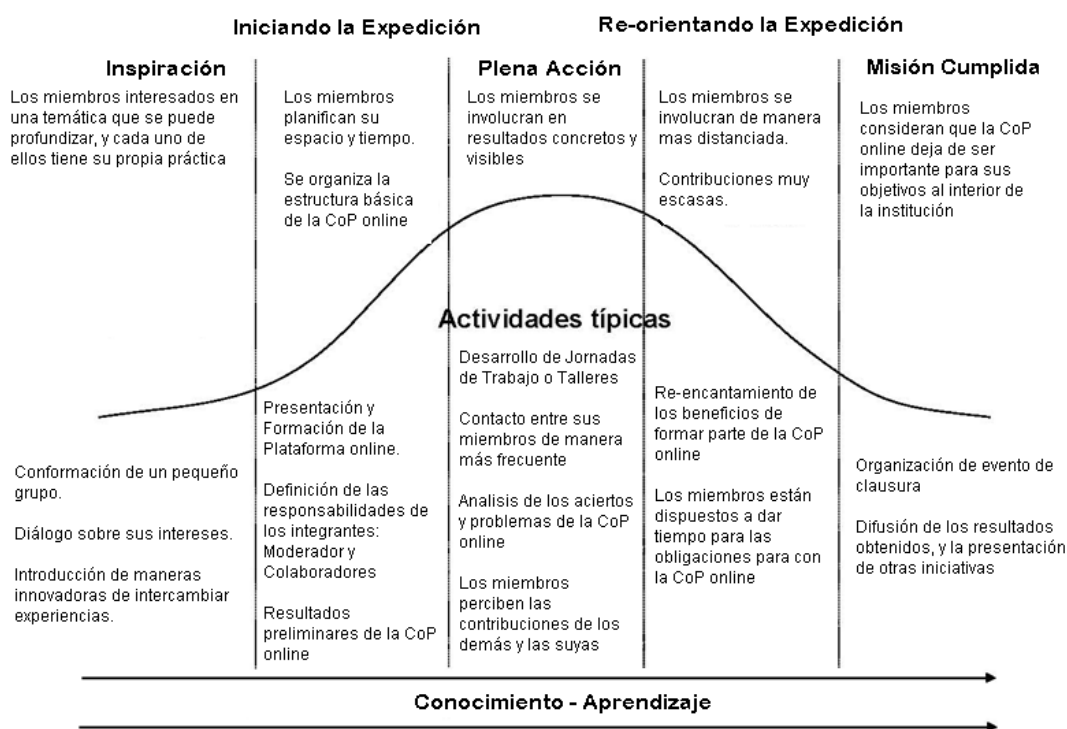 Iniciando la Expedición
Re-orientando la Expedición
Inspiración
Plena Acción
Misión Cumplida
Los miembros interesados en
una temática que se puede
profundizar, y cada uno de
ellos tiene su propia práctica
Los miembros
planifican su
espacio y tiempo.
Se organiza la
estructura básica
de la CoP online
Los miembros se
involucran en
resultados concretos y
visibles
Los miembros se
involucran de manera
mas distanciada.
Contribuciones muy
escasas.
Los miembros
consideran que la CoP
online deja de ser
importante para sus
objetivos al interior de
la institución
Actividades típicas
Conformación de un pequeño
grupo.
Diálogo sobre sus intereses.
Introducción de maneras
innovadoras de intercambiar
experiencias.
Presentación y
Formación de la
Plataforma online.
Definición de las
responsabilidades de
los integrantes:
Moderador y
Colaboradores
Resultados
preliminares de la CoP
online
Desarrollo de Jornadas
de Trabajo o Talleres
Contacto entre sus
miembros de manera
más frecuente
Analisis de los aciertos
y problemas de la CoP
online
Los miembros
perciben las
contribuciones de los
demás y las suyas
Re-encantamiento de
los beneficios de
formar parte de la CoP
online
Los miembros están
dispuestos a dar
tiempo para las
obligaciones para con
la CoP online
Organización de evento de
clausura
Difusión de los resultados
obtenidos, y la presentación
de otras iniciativas
Conocimiento - Aprendizaje